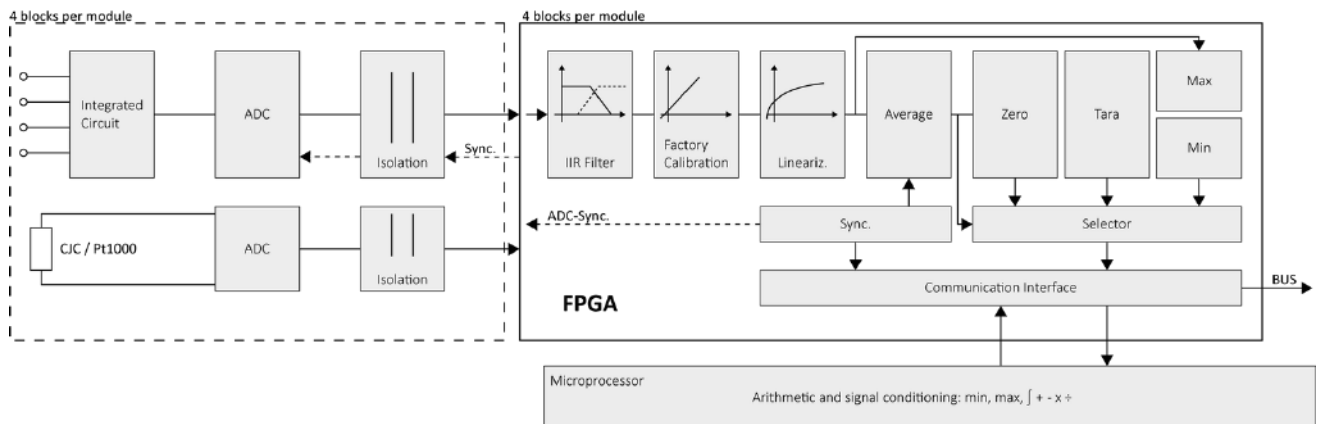 4 blocks per module
Integrated
Circuit
ADC
Isolation
Sync.
CJC / Pt1000
ADC
Isolation
4 blocks per module
IIR Filter
Factory
Calibration
Lineariz.
Average
Zero
Tara
Max
Min
ADC-Sync.
Sync.
Selector
FPGA
Communication Interface
BUS
Microprocessor
Arithmetic and signal conditioning: min, max, ∫ + - x ÷